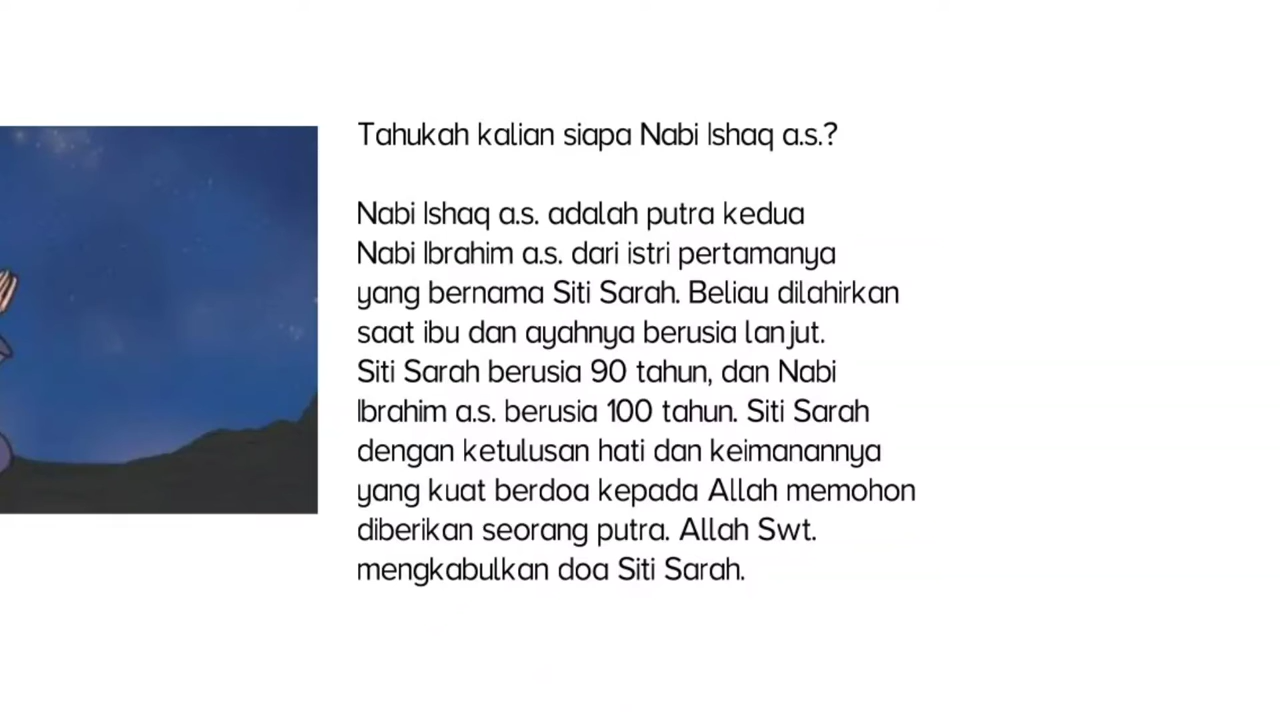 Tahukah kalian siapa Nabi Ishaq a.s.?
Nabi Ishaq a.s. adalah putra kedua
Nabi Ibrahim a.s. dari istri pertamanya
yang bernama Siti Sarah. Beliau dilahirkan
saat ibu dan ayahnya berusia lanjut.
Siti Sarah berusia 90 tahun, dan Nabi
Ibrahim a.s. berusia 100 tahun. Siti Sarah
dengan ketulusan hati dan keimanannya
yang kuat berdoa kepada Allah memohon
diberikan seorang putra. Allah Swt.
mengkabulkan doa Siti Sarah.